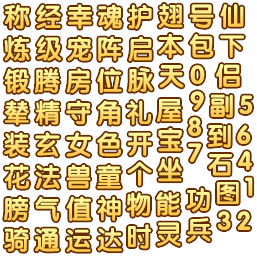 称经幸魂护翅号仙
炼级宠阵启本包下
锻腾房位脉天0侣
辇精守角礼屋9副5
装玄女色开宝8到6
花法兽童个坐7石4
膀气值神物能功图1
骑通运达时灵兵32